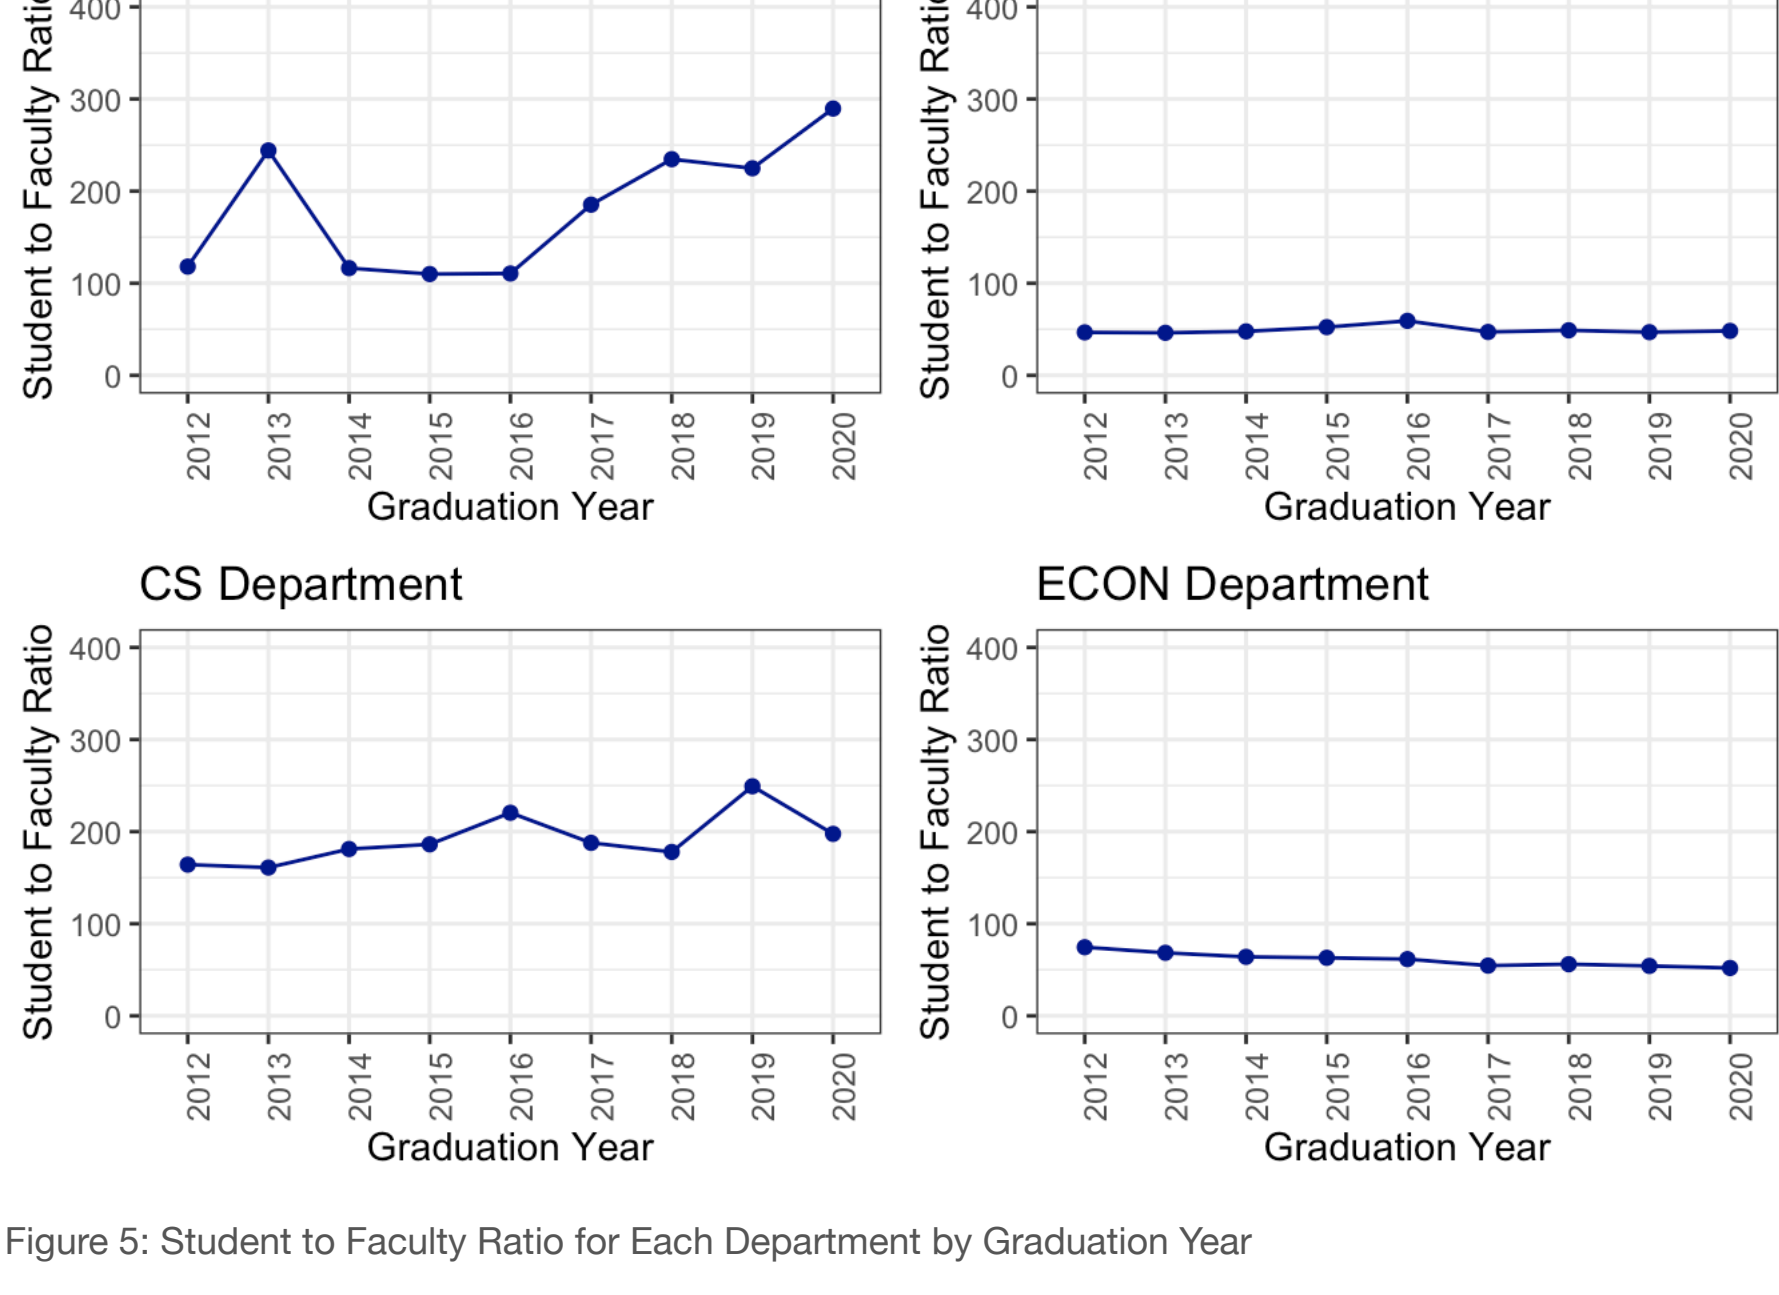 400
300
200
100
0
Student to Faculty Ratio
2012 2013 2014 2015 2016 2017 2018 2019 2020
Graduation Year
400
300
200
100
0
Student to Faculty Ratio
2012 2013 2014 2015 2016 2017 2018 2019 2020
Graduation Year
CS Department
400
300
200
100
0
Student to Faculty Ratio
2012 2013 2014 2015 2016 2017 2018 2019 2020
Graduation Year
ECON Department
400
300
200
100
0
Student to Faculty Ratio
2012 2013 2014 2015 2016 2017 2018 2019 2020
Graduation Year
Figure 5: Student to Faculty Ratio for Each Department by Graduation Year